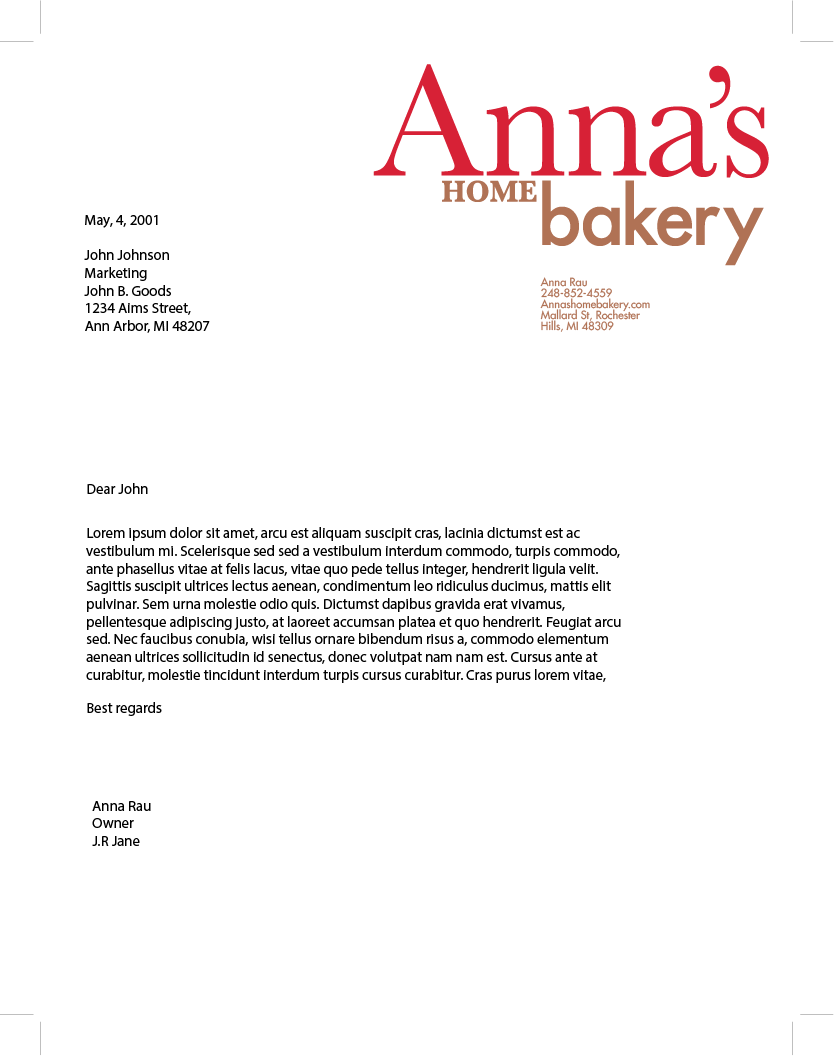 Anna's
HOME
bakery
May, 4, 2001
John Johnson
Marketing
John B. Goods
1234 Aims Street,
Ann Arbor, MI 48207
Anna Rau
248-852-4559
Annashomebakery.com
Mallard St, Rochester
Hills, MI 48309
Dear John
Lorem ipsum dolor sit amet, arcu est aliquam suscipit cras, lacinia dictumst est ac
vestibulum mi. Scelerisque sed sed a vestibulum interdum commodo, turpis commodo,
ante phasellus vitae at felis lacus, vitae quo pede tellus integer, hendrerit ligula velit.
Sagittis suscipit ultrices lectus aenean, condimentum leo ridiculus ducimus, mattis elit
pulvinar. Sem urna molestie odio quis. Dictumst dapibus gravida erat vivamus,
pellentesque adipiscing justo, at laoreet accumsan platea et quo hendrerit. Feugiat arcu
sed. Nec faucibus conubia, wisi tellus ornare bibendum risus a, commodo elementum
aenean ultrices sollicitudin id senectus, donec volutpat nam nam est. Cursus ante at
curabitur, molestie tincidunt interdum turpis cursus curabitur. Cras purus lorem vitae,
Best regards
Anna Rau
Owner
J.R Jane